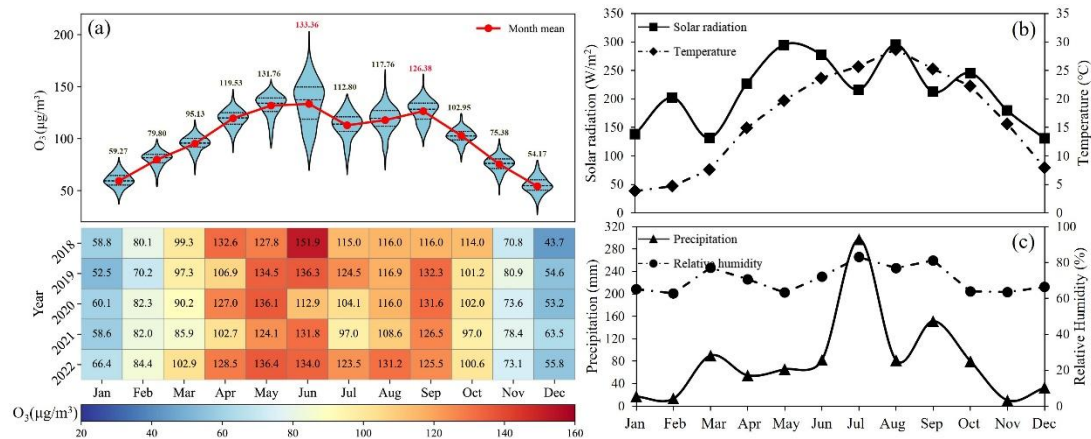 (a)
Month mean
200
150
100
50
O₃(μg/m³)
59.27
79.80
95.13
119.53
131.76
133.36
112.80
117.76
126.38
102.95
75.38
54.17
Year
2018 58.8 80.1 99.3 132.6 127.8 151.9 115.0 116.0 116.0 114.0 70.8 43.7
2019 52.5 70.2 97.3 106.9 134.5 136.3 124.5 116.9 132.3 101.2 80.9 54.6
2020 60.1 82.3 90.2 127.0 136.1 112.9 104.1 116.0 131.6 102.0 73.6 53.2
2021 58.6 82.0 85.9 102.7 124.1 131.8 97.0 108.6 126.5 97.0 78.4 63.5
2022 66.4 84.4 102.9 128.5 136.4 134.0 123.5 131.2 125.5 100.6 73.1 55.8
Jan Feb Mar Apr May Jun Jul Aug Sep Oct Nov Dec
O₃(μg/m³)
20 40 60 80 100 120 140 160
(b)
Solar radiation
Temperature
Solar radiation (W/m²)
350
300
250
200
150
100
50
0
Temperature (°C)
35
30
25
20
15
10
5
0
(c)
Precipitation
Relative humidity
Precipitation (mm)
320
280
240
200
160
120
80
40
0
Relative Humidity (%)
100
80
60
40
20
0
Jan Feb Mar Apr May Jun Jul Aug Sep Oct Nov Dec